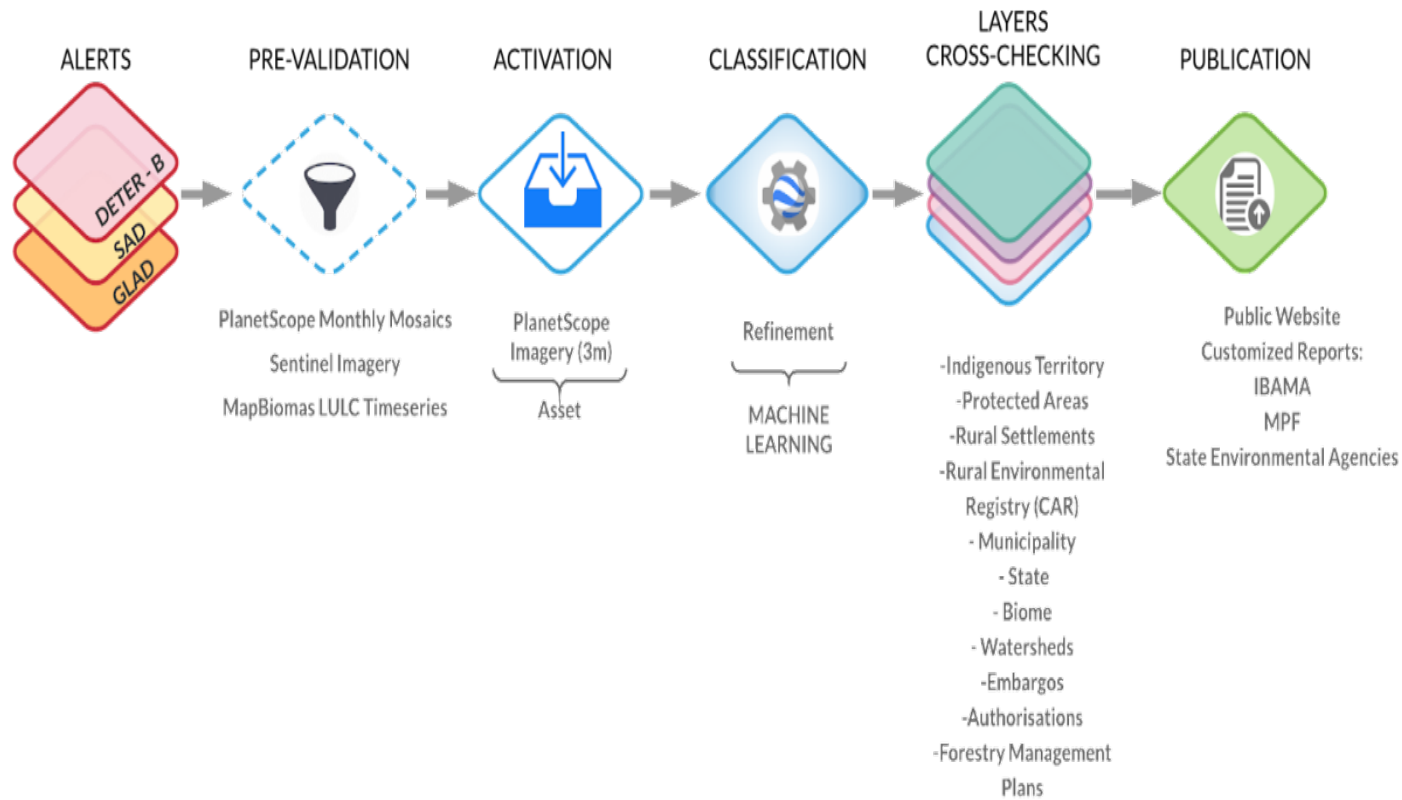 ALERTS
DETER - B
SAD
GLAD
PRE-VALIDATION
PlanetScope Monthly Mosaics
Sentinel Imagery
MapBiomas LULC Timeseries
ACTIVATION
PlanetScope
Imagery (3m)
Asset
CLASSIFICATION
Refinement
MACHINE
LEARNING
LAYERS
CROSS-CHECKING
-Indigenous Territory
-Protected Areas
-Rural Settlements
-Rural Environmental
Registry (CAR)
- Municipality
- State
- Biome
- Watersheds
-Embargos
-Authorisations
-Forestry Management
Plans
PUBLICATION
Public Website
Customized Reports:
IBAMA
MPF
State Environmental Agencies